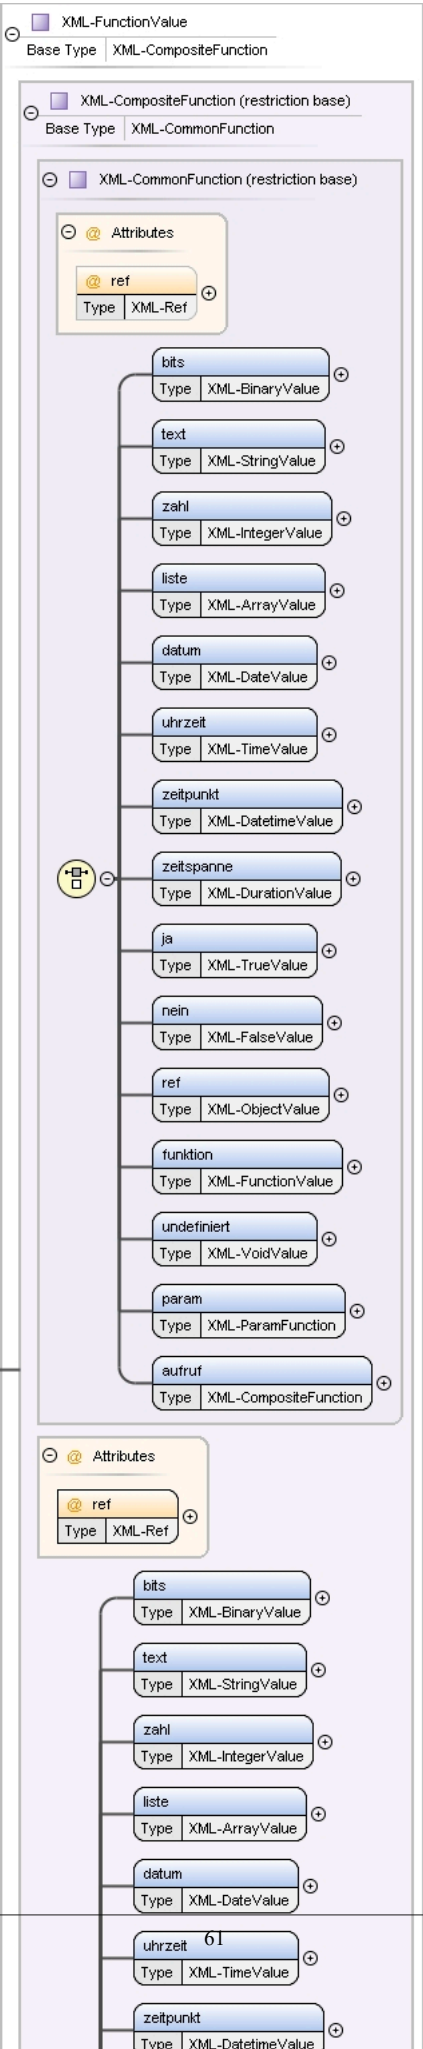 XML-FunctionValue
Base Type XML-CompositeFunction
XML-CompositeFunction (restriction base)
Base Type XML-CommonFunction
XML-CommonFunction (restriction base)
@ Attributes
@ ref
Type XML-Ref
bits
Type XML-BinaryValue
text
Type XML-StringValue
zahl
Type XML-IntegerValue
liste
Type XML-ArrayValue
datum
Type XML-DateValue
uhrzeit
Type XML-TimeValue
zeitpunkt
Type XML-DatetimeValue
zeitspanne
Type XML-DurationValue
ja
Type XML-TrueValue
nein
Type XML-FalseValue
ref
Type XML-ObjectValue
funktion
Type XML-FunctionValue
undefiniert
Type XML-VoidValue
param
Type XML-ParamFunction
aufruf
Type XML-CompositeFunction
@ Attributes
@ ref
Type XML-Ref
bits
Type XML-BinaryValue
text
Type XML-StringValue
zahl
Type XML-IntegerValue
liste
Type XML-ArrayValue
datum
Type XML-DateValue
61
uhrzeit
Type XML-TimeValue
zeitpunkt
Type XML-DatetimeValue